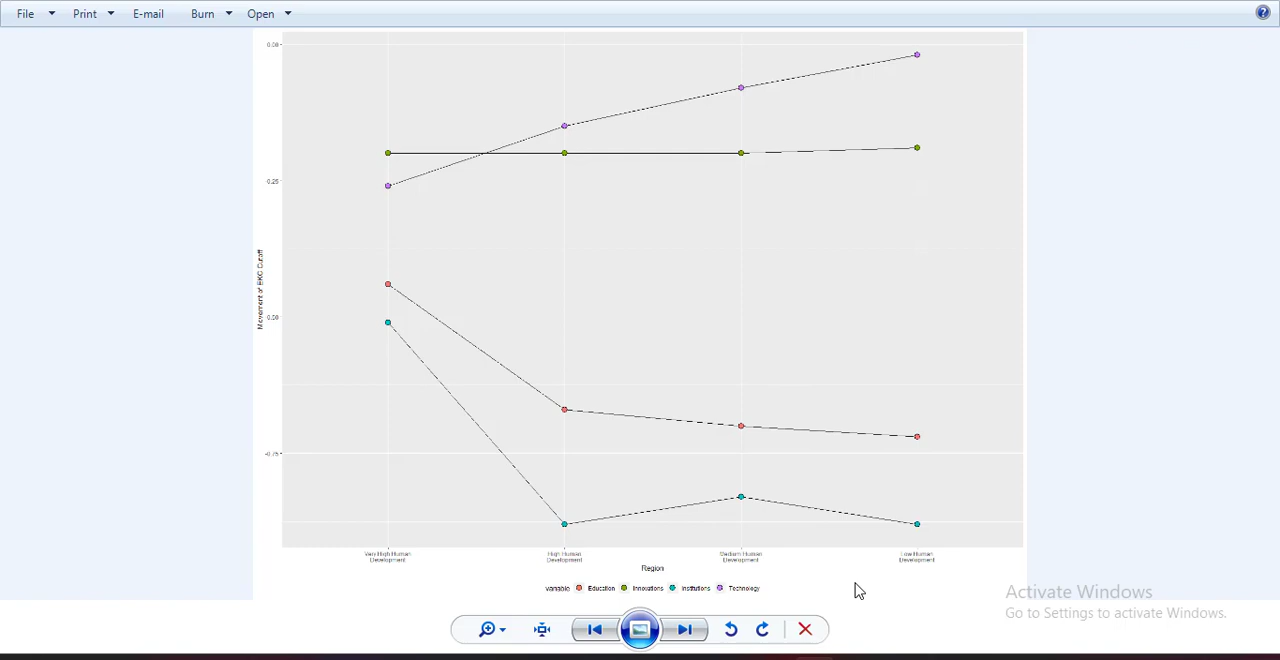 File Print E-mail Burn Open
0.00
-0.25
-0.50
-0.75
Movement of EKC Cutoff
Very High Human
Development
High Human
Development
Medium Human
Development
Low Human
Development
Region
variable Education Innovations Institutions Technology
Activate Windows
Go to Settings to activate Windows.